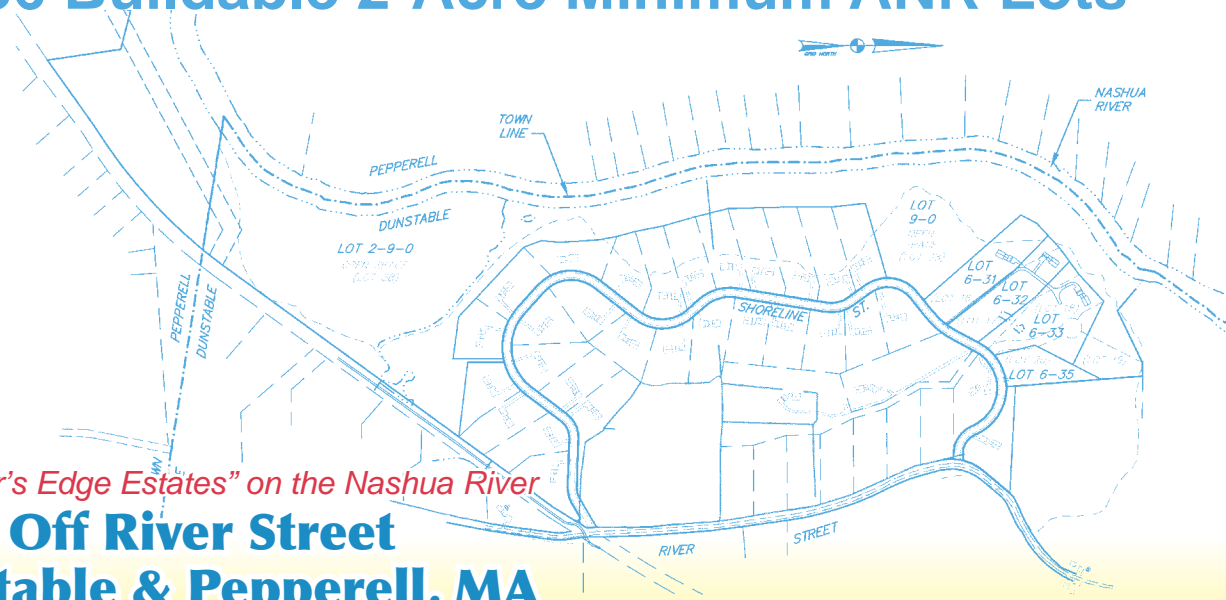 Buildable 2-Acre Minimum ANR Lots
GRID NORTH
NASHUA
RIVER
TOWN
LINE
PEPPERELL
DUNSTABLE
LOT 2-9-0
LOT
9-0
LOT
6-31
LOT
6-32
LOT
6-33
LOT 6-35
SHORELINE ST.
PEPPERELL
DUNSTABLE
r's Edge Estates” on the Nashua River
Off River Street
table & Pepperell, MA
RIVER STREET